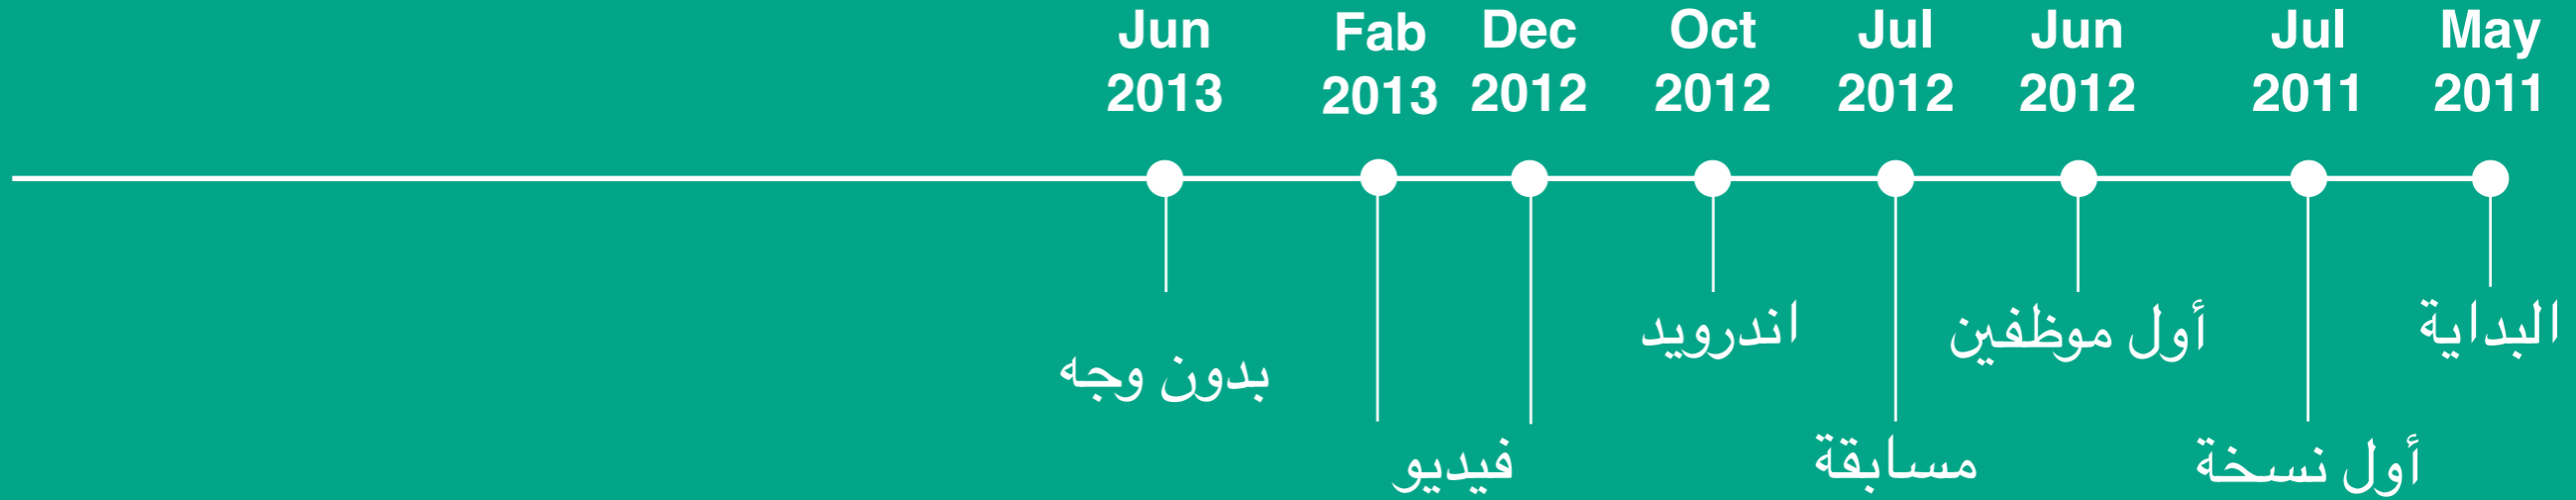 May 2011
Jul 2011
Jun 2012
Jul 2012
Oct 2012
Dec 2012
Fab 2013
Jun 2013
البداية
أول نسخة
أول موظفين
مسابقة
اندرويد
فيديو
بدون وجه